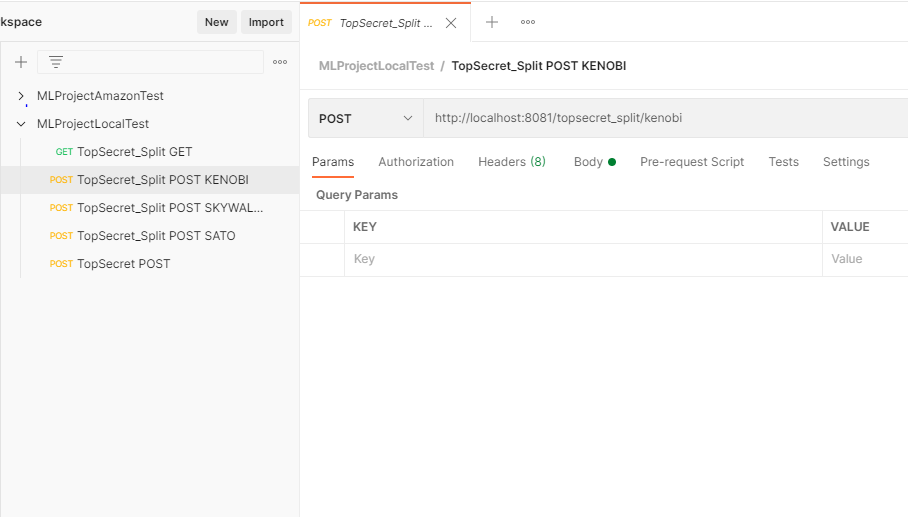 kspace New Import
POST TopSecret_Split ...
MLProjectLocalTest / TopSecret_Split POST KENOBI
MLProjectAmazonTest
MLProjectLocalTest
GET TopSecret_Split GET
POST TopSecret_Split POST KENOBI
POST TopSecret_Split POST SKYWAL...
POST TopSecret_Split POST SATO
POST TopSecret POST
POST http://localhost:8081/topsecret_split/kenobi
Params Authorization Headers (8) Body Pre-request Script Tests Settings
Query Params
KEY VALUE
Key Value